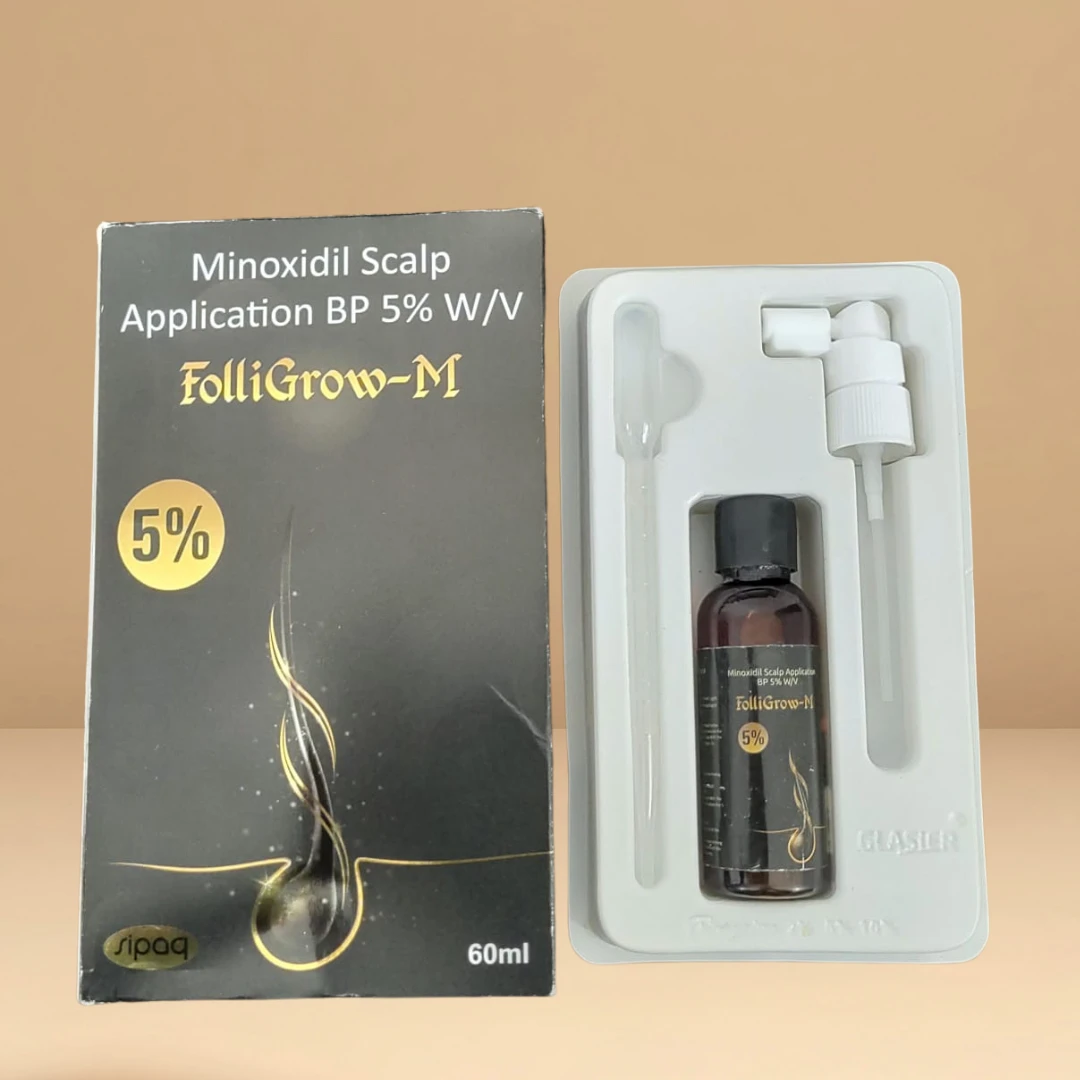 Minoxidil Scalp
Application BP 5% W/V
FolliGrow-M
5%
sipaq
60ml
Minoxidil Scalp Application
BP 5% W/V
FolliGrow-M
5%
GLASIER